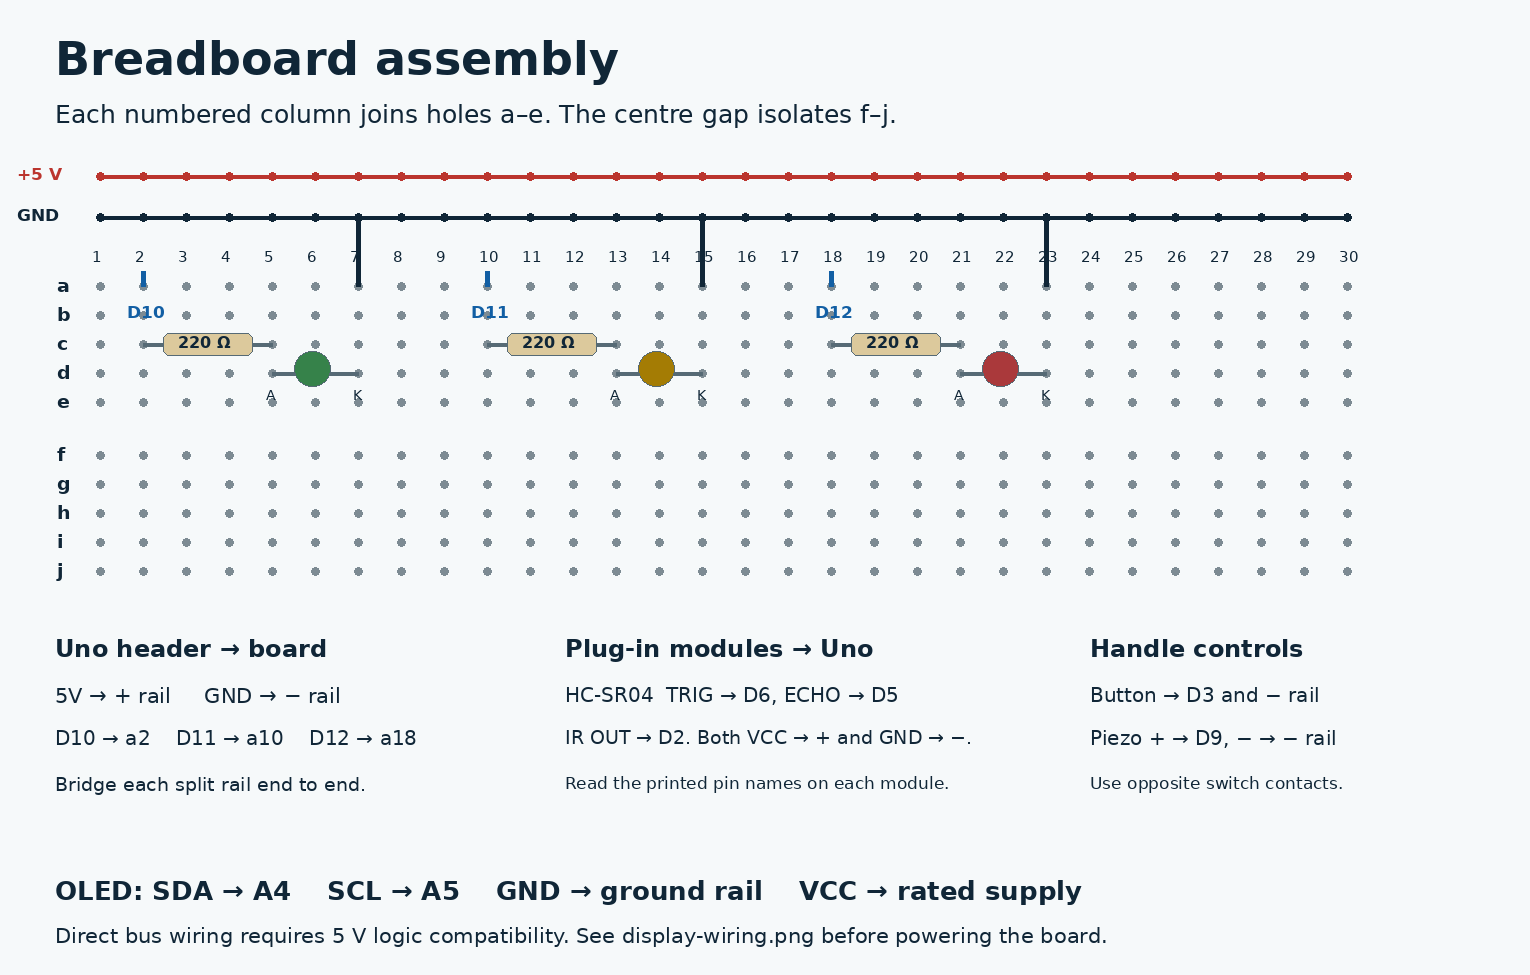 Breadboard assembly
Each numbered column joins holes a–e. The centre gap isolates f–j.
+5 V
GND
1 2 3 4 5 6 7 8 9 10 11 12 13 14 15 16 17 18 19 20 21 22 23 24 25 26 27 28 29 30
a
b D10 D11 D12
c 220 Ω 220 Ω 220 Ω
d
A K A K A K
e
f
g
h
i
j
Uno header → board
5V → + rail GND → − rail
D10 → a2 D11 → a10 D12 → a18
Bridge each split rail end to end.
Plug-in modules → Uno
HC-SR04 TRIG → D6, ECHO → D5
IR OUT → D2. Both VCC → + and GND → −.
Read the printed pin names on each module.
Handle controls
Button → D3 and − rail
Piezo + → D9, − → − rail
Use opposite switch contacts.
OLED: SDA → A4 SCL → A5 GND → ground rail VCC → rated supply
Direct bus wiring requires 5 V logic compatibility. See display-wiring.png before powering the board.